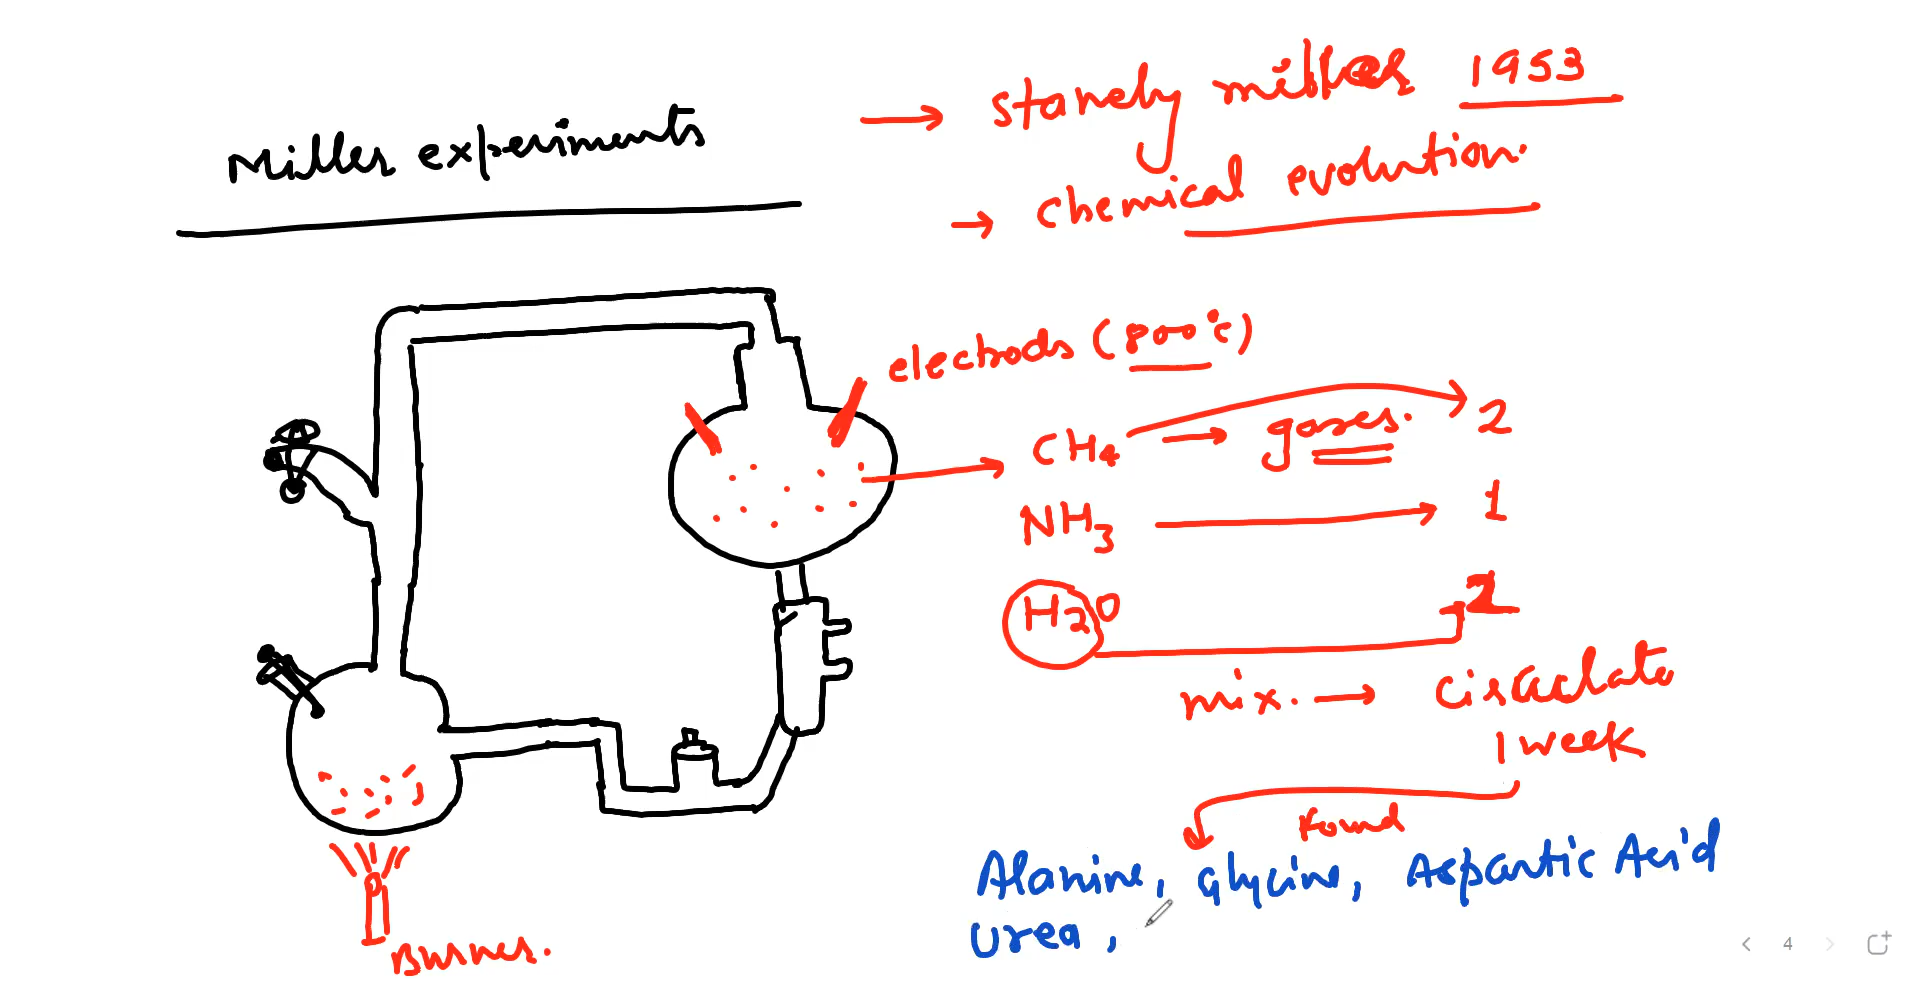 Miller experiments
→ stanely miller 1953
→ chemical evolution.
electrods (800°c)
CH4 → gases. 2
NH3 1
H2O 2
mix. → circulate
1 week
Found
Alanine, glycine, Aspartic Acid
urea,
Burner.
4